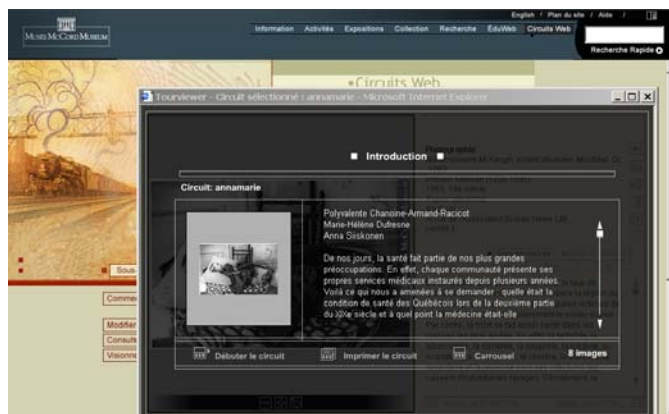 English / Plan du site / Aide /
MUSÉE McCORD MUSEUM
Information Activités Expositions Collection Recherche EduWeb Circuits Web
Recherche Rapide
Circuits Web
Tourviewer - Circuit sélectionné : annamarie - Microsoft Internet Explorer
Photographie
Introduction
Circuit: annamarie
Polyvalente Chanoine-Armand-Racicot
Marie-Hélène Dufresne
Anna Siiskonen
De nos jours, la santé fait partie de nos plus grandes
préoccupations. En effet, chaque communauté présente ses
propres services médicaux instaurés depuis plusieurs années.
Voilà ce qui nous a amenées à se demander : quelle était la
condition de santé des Québécois lors de la deuxième partie
du XIXe siècle et à quel point la médecine était-elle
Sous-
Comme
Modifier
Consulte
Visionne
Débuter le circuit Imprimer le circuit Carrousel 8 images